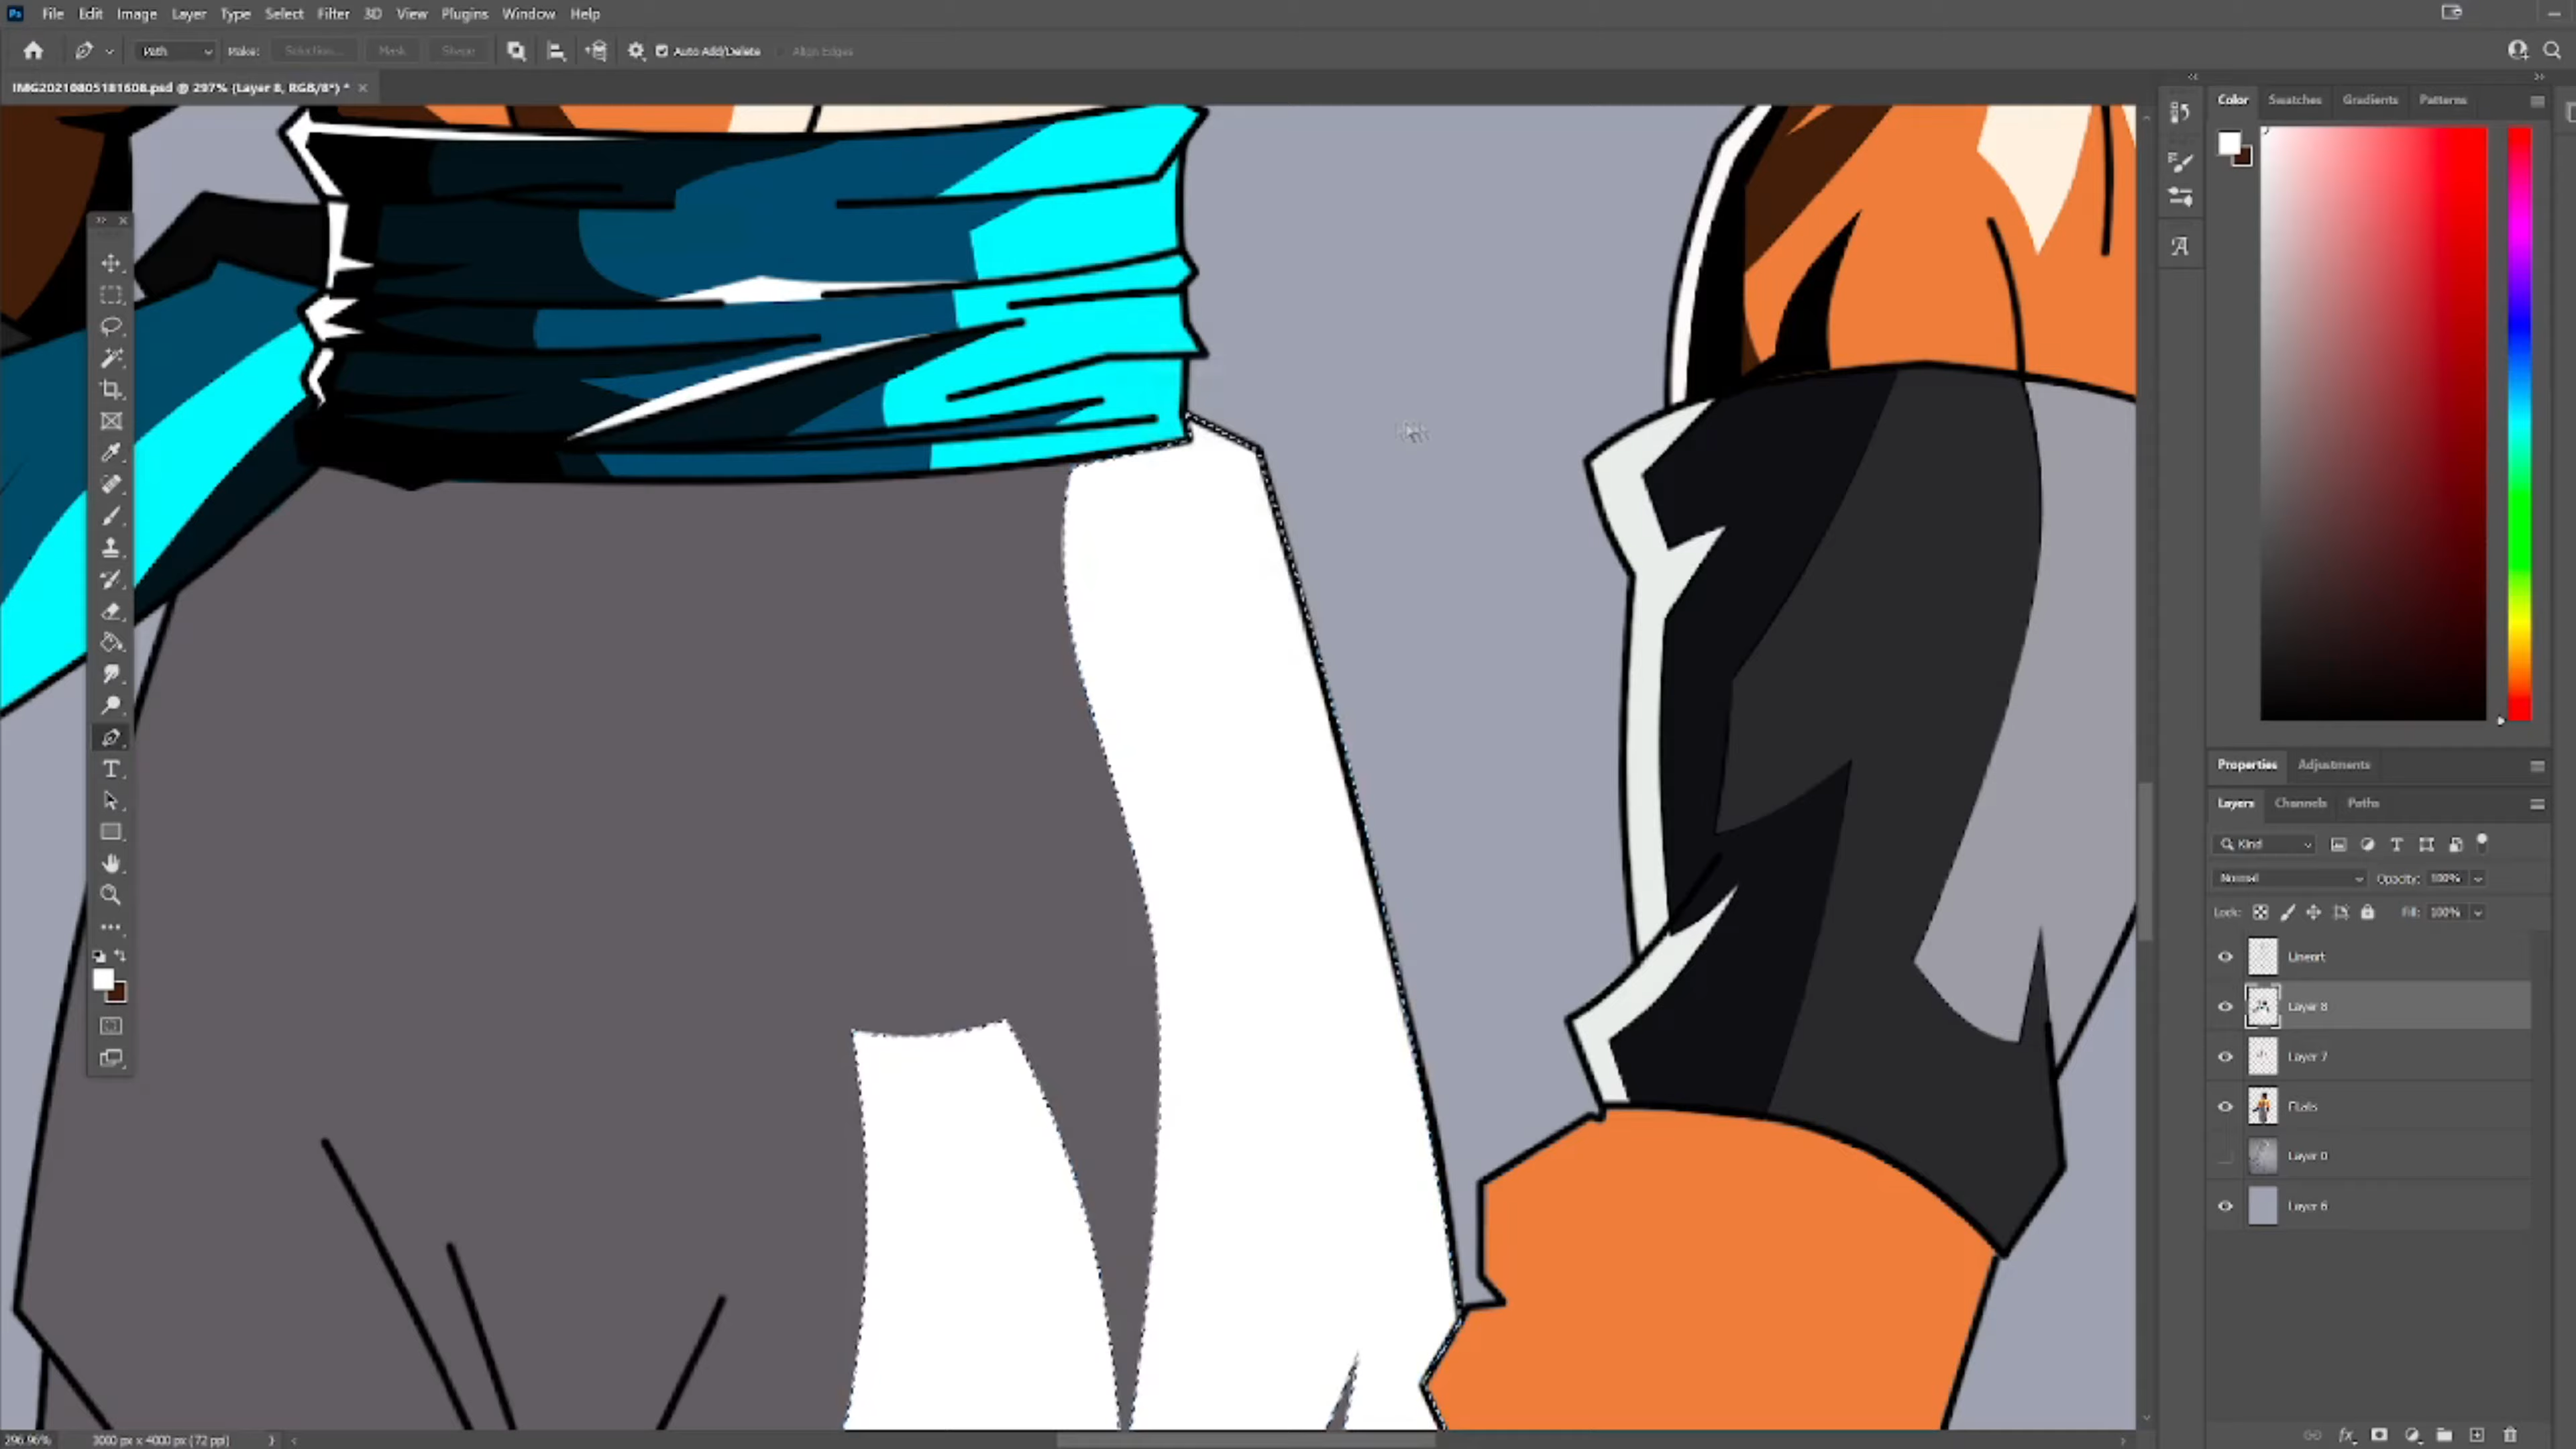 Ps File Edit Image Layer Type Select Filter 3D View Plugins Window Help
Path Make: Selection... Mask Shape Auto Add/Delete Align Edges
IMG20210805181608.psd @ 297% (Layer 8, RGB/8*) *
Color Swatches Gradients Patterns
Properties Adjustments
Layers Channels Paths
Kind
Normal Opacity: 100%
Lock: Fill: 100%
Lineart
Layer 8
Layer 7
Flats
Layer 0
Layer 6
296.96% 3000 px x 4000 px (72 ppi)